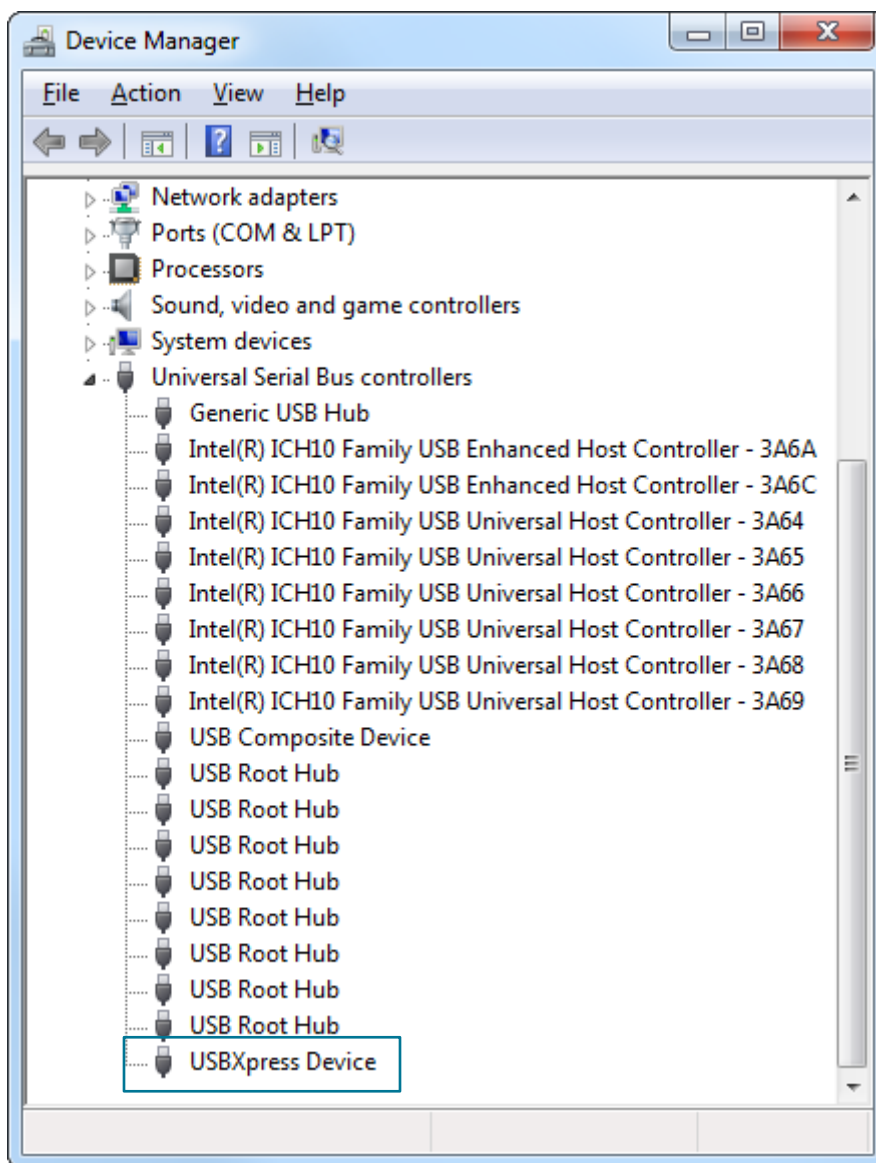 Device Manager
File Action View Help
Network adapters
Ports (COM & LPT)
Processors
Sound, video and game controllers
System devices
Universal Serial Bus controllers
Generic USB Hub
Intel(R) ICH10 Family USB Enhanced Host Controller - 3A6A
Intel(R) ICH10 Family USB Enhanced Host Controller - 3A6C
Intel(R) ICH10 Family USB Universal Host Controller - 3A64
Intel(R) ICH10 Family USB Universal Host Controller - 3A65
Intel(R) ICH10 Family USB Universal Host Controller - 3A66
Intel(R) ICH10 Family USB Universal Host Controller - 3A67
Intel(R) ICH10 Family USB Universal Host Controller - 3A68
Intel(R) ICH10 Family USB Universal Host Controller - 3A69
USB Composite Device
USB Root Hub
USB Root Hub
USB Root Hub
USB Root Hub
USB Root Hub
USB Root Hub
USB Root Hub
USB Root Hub
USBXpress Device